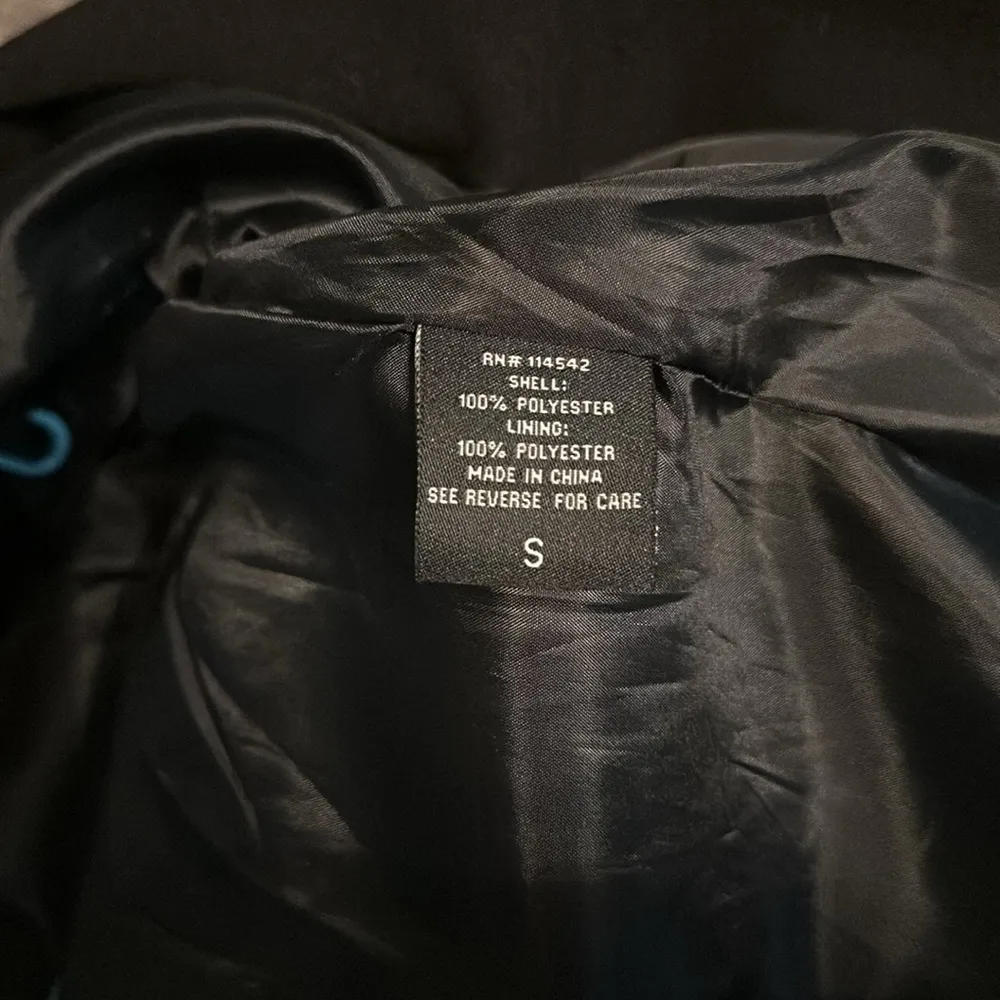 RN# 114542
SHELL:
100% POLYESTER
LINING:
100% POLYESTER
MADE IN CHINA
SEE REVERSE FOR CARE
S